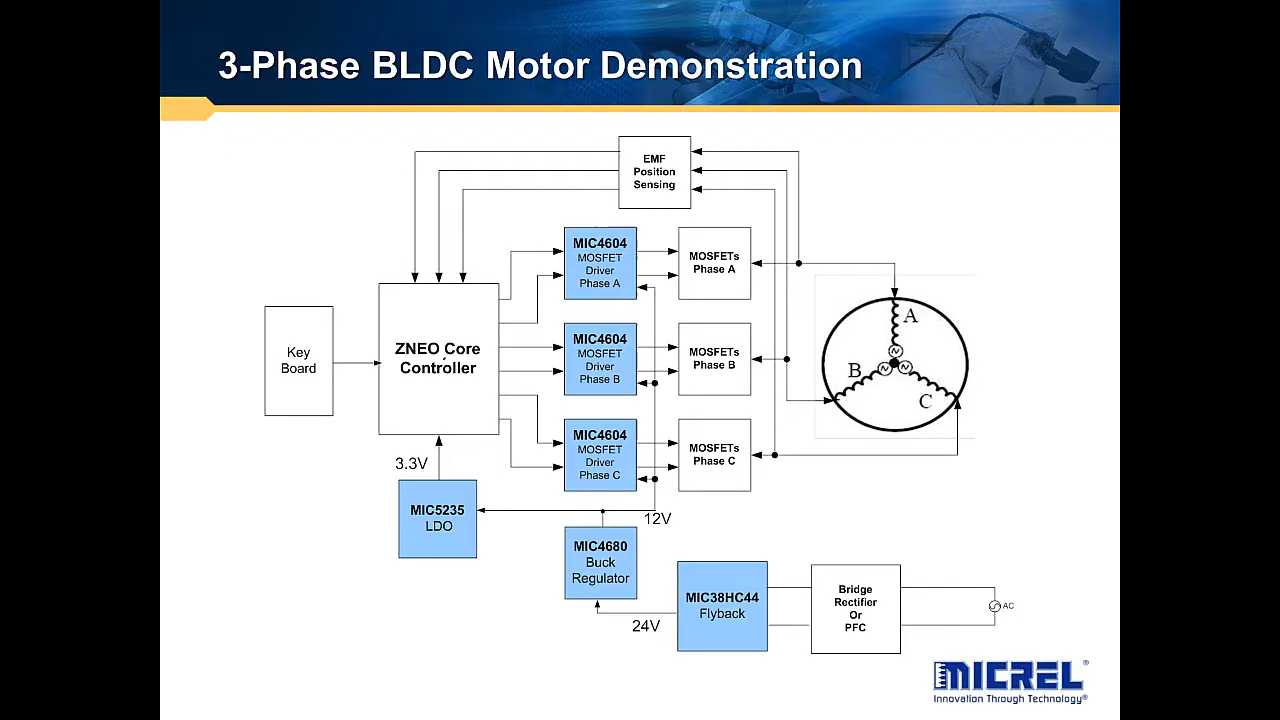 3-Phase BLDC Motor Demonstration
EMF
Position
Sensing
MIC4604
MOSFET
Driver
Phase A
MOSFETs
Phase A
Key
Board
ZNEO Core
Controller
MIC4604
MOSFET
Driver
Phase B
MOSFETs
Phase B
A
B
C
MIC4604
MOSFET
Driver
Phase C
MOSFETs
Phase C
3.3V
MIC5235
LDO
12V
MIC4680
Buck
Regulator
24V
MIC38HC44
Flyback
Bridge
Rectifier
Or
PFC
AC
MICREL®
Innovation Through Technology®